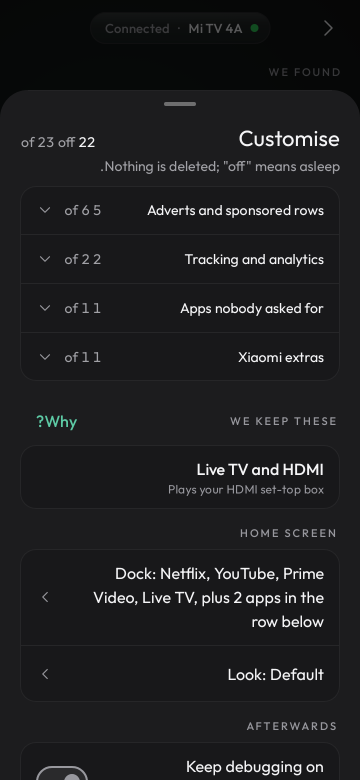 Connected · Mi TV 4A
WE FOUND
Customise
of 23 off 22
.Nothing is deleted; "off" means asleep
Adverts and sponsored rows
of 6 5
Tracking and analytics
of 2 2
Apps nobody asked for
of 1 1
Xiaomi extras
of 1 1
WE KEEP THESE
?Why
Live TV and HDMI
Plays your HDMI set-top box
HOME SCREEN
Dock: Netflix, YouTube, Prime
Video, Live TV, plus 2 apps in the
row below
Look: Default
AFTERWARDS
Keep debugging on